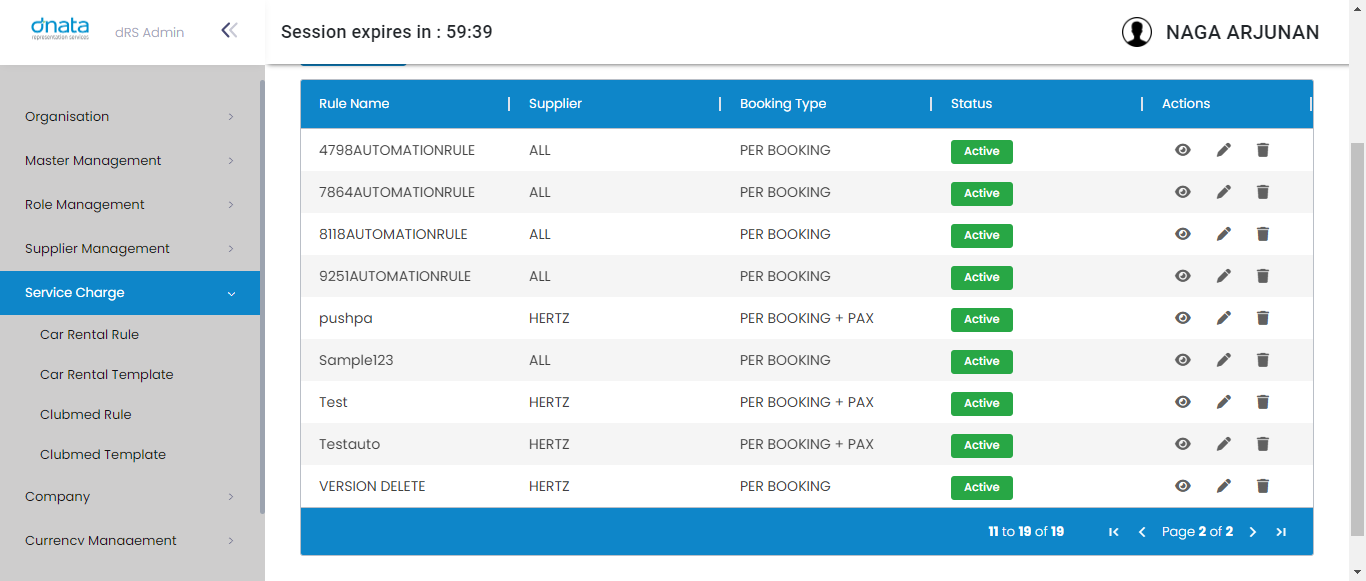 dnata
representation services
dRS Admin
Session expires in : 59:39
NAGA ARJUNAN
Organisation
Master Management
Role Management
Supplier Management
Service Charge
Car Rental Rule
Car Rental Template
Clubmed Rule
Clubmed Template
Company
Currency Management
Rule Name Supplier Booking Type Status Actions
4798AUTOMATIONRULE ALL PER BOOKING Active
7864AUTOMATIONRULE ALL PER BOOKING Active
8118AUTOMATIONRULE ALL PER BOOKING Active
9251AUTOMATIONRULE ALL PER BOOKING Active
pushpa HERTZ PER BOOKING + PAX Active
Sample123 ALL PER BOOKING Active
Test HERTZ PER BOOKING + PAX Active
Testauto HERTZ PER BOOKING + PAX Active
VERSION DELETE HERTZ PER BOOKING Active
11 to 19 of 19 Page 2 of 2